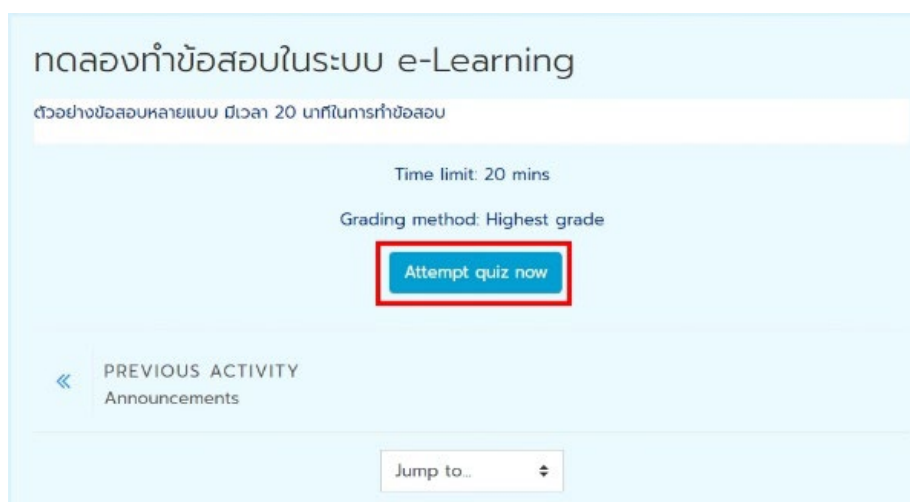 ทดลองทำข้อสอบในระบบ e-Learning
ตัวอย่างข้อสอบหลายแบบ มีเวลา 20 นาทีในการทำข้อสอบ
Time limit: 20 mins
Grading method: Highest grade
Attempt quiz now
PREVIOUS ACTIVITY
Announcements
Jump to...